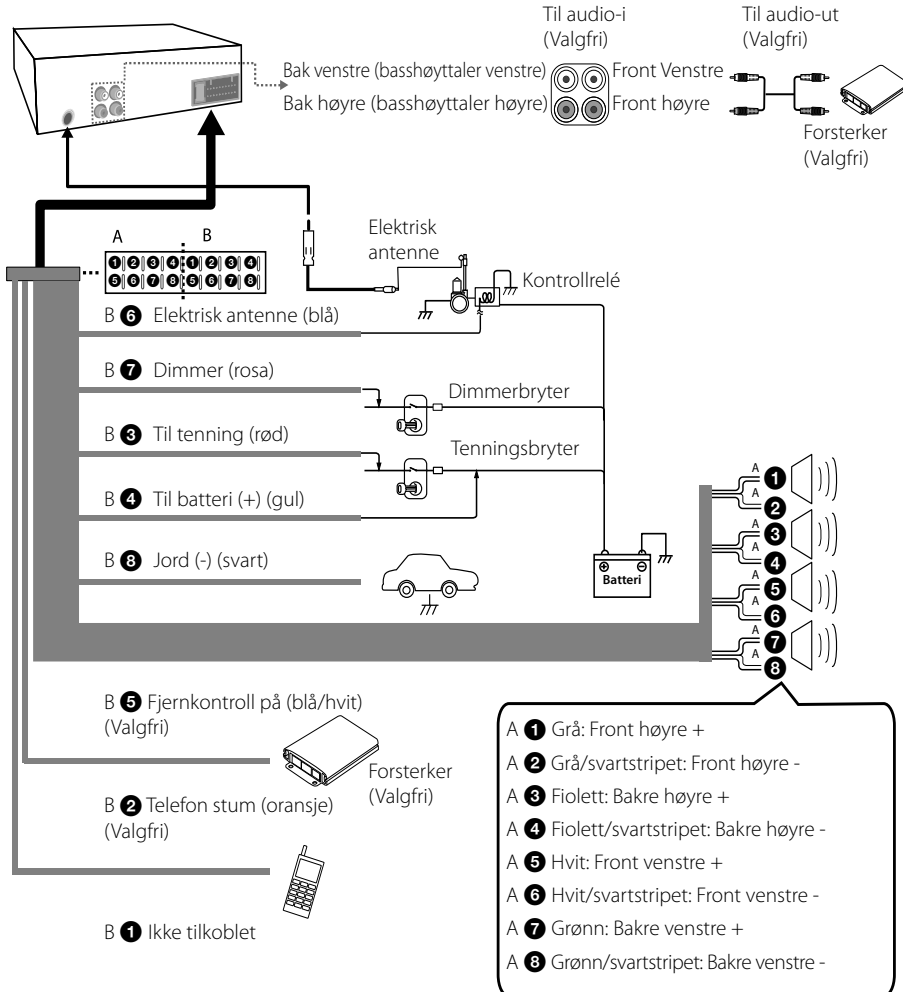 Til audio-i
(Valgfri)
Til audio-ut
(Valgfri)
Bak venstre (basshøyttaler venstre)
Front Venstre
Bak høyre (basshøyttaler høyre)
Front høyre
Forsterker
(Valgfri)
A B
1 2 3 4 1 2 3 4
5 6 7 8 5 6 7 8
Elektrisk
antenne
Kontrollrelé
B 6 Elektrisk antenne (blå)
B 7 Dimmer (rosa)
Dimmerbryter
B 3 Til tenning (rød)
Tenningsbryter
B 4 Til batteri (+) (gul)
B 8 Jord (-) (svart)
+ -
Batteri
A 1
A 2
A 3
A 4
A 5
A 6
A 7
A 8
B 5 Fjernkontroll på (blå/hvit)
(Valgfri)
Forsterker
(Valgfri)
B 2 Telefon stum (oransje)
(Valgfri)
B 1 Ikke tilkoblet
A 1 Grå: Front høyre +
A 2 Grå/svartstripet: Front høyre -
A 3 Fiolett: Bakre høyre +
A 4 Fiolett/svartstripet: Bakre høyre -
A 5 Hvit: Front venstre +
A 6 Hvit/svartstripet: Front venstre -
A 7 Grønn: Bakre venstre +
A 8 Grønn/svartstripet: Bakre venstre -